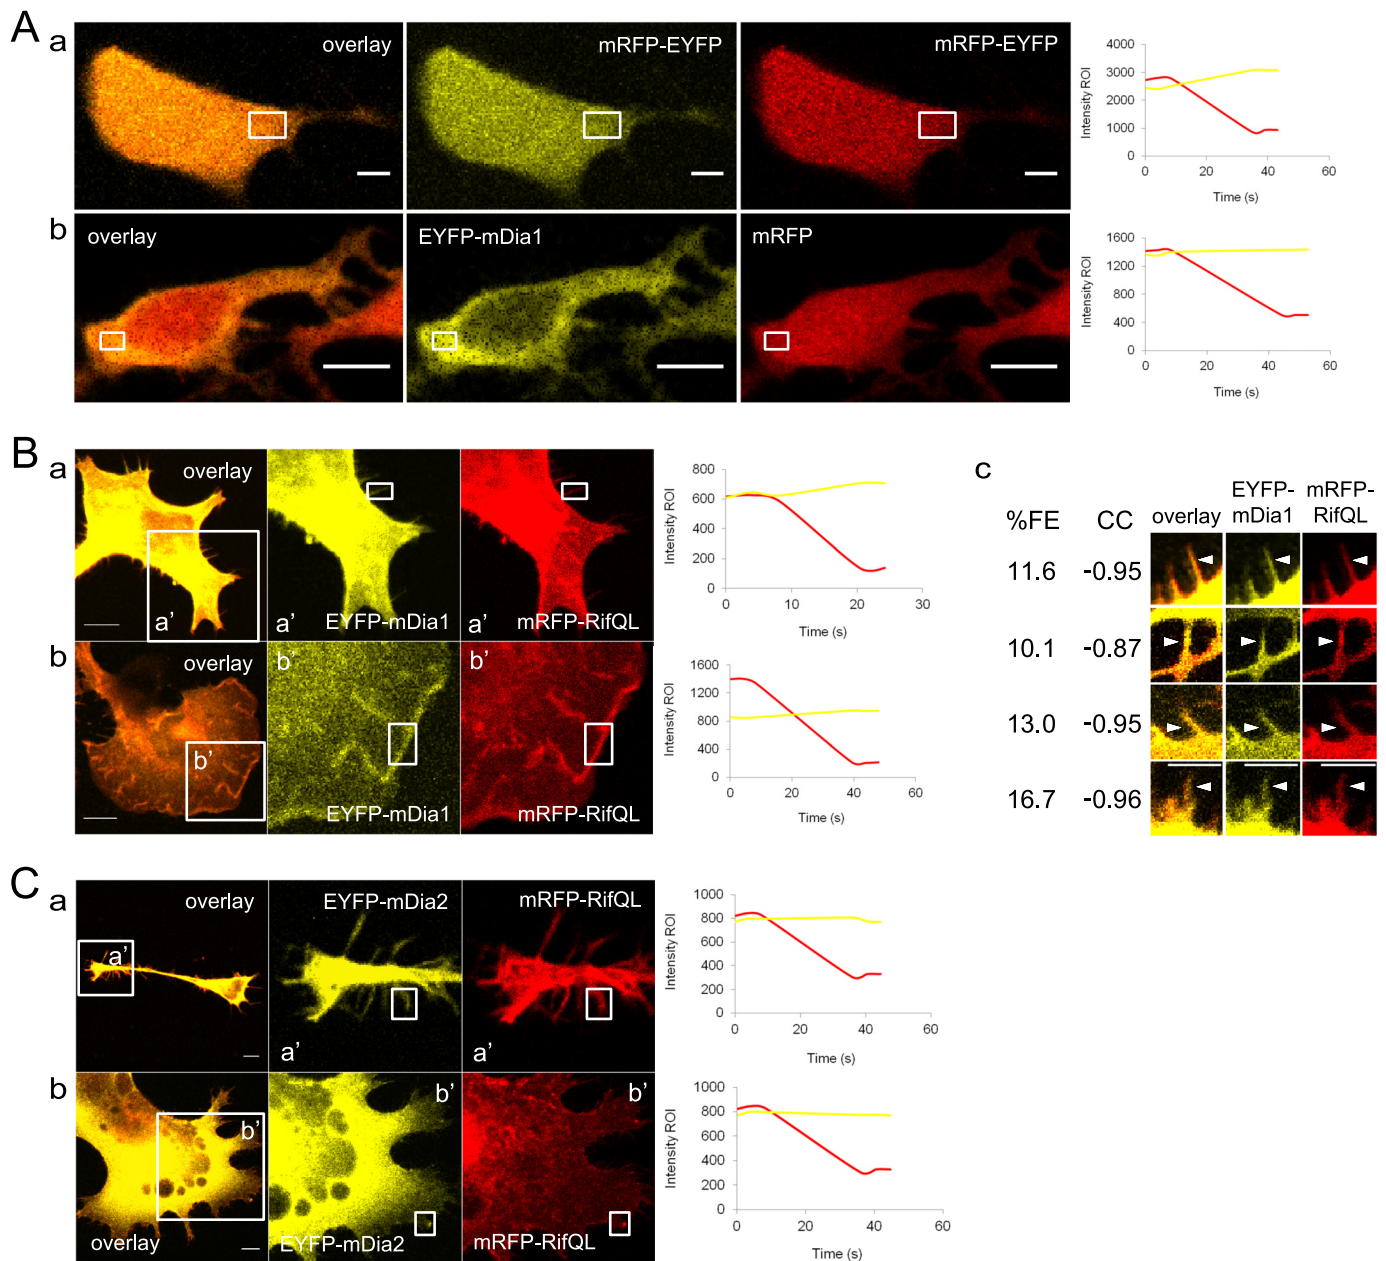 A
a
overlay
mRFP-EYFP
mRFP-EYFP
Intensity ROI
4000
3000
2000
1000
0
0 20 40 60
Time (s)
b
overlay
EYFP-mDia1
mRFP
Intensity ROI
1600
1200
800
400
0
0 20 40 60
Time (s)
B
a
overlay
a'
a'
EYFP-mDia1
a'
mRFP-RifQL
Intensity ROI
800
600
400
200
0
0 10 20 30
Time (s)
b
overlay
b'
b'
EYFP-mDia1
b'
mRFP-RifQL
Intensity ROI
1600
1200
800
400
0
0 20 40 60
Time (s)
c
%FE
CC
overlay
EYFP-
mDia1
mRFP-
RifQL
11.6 -0.95
10.1 -0.87
13.0 -0.95
16.7 -0.96
C
a
overlay
a'
EYFP-mDia2
a'
mRFP-RifQL
a'
Intensity ROI
1000
800
600
400
200
0
0 20 40 60
Time (s)
b
b'
overlay
b'
EYFP-mDia2
b'
mRFP-RifQL
Intensity ROI
1000
800
600
400
200
0
0 20 40 60
Time (s)